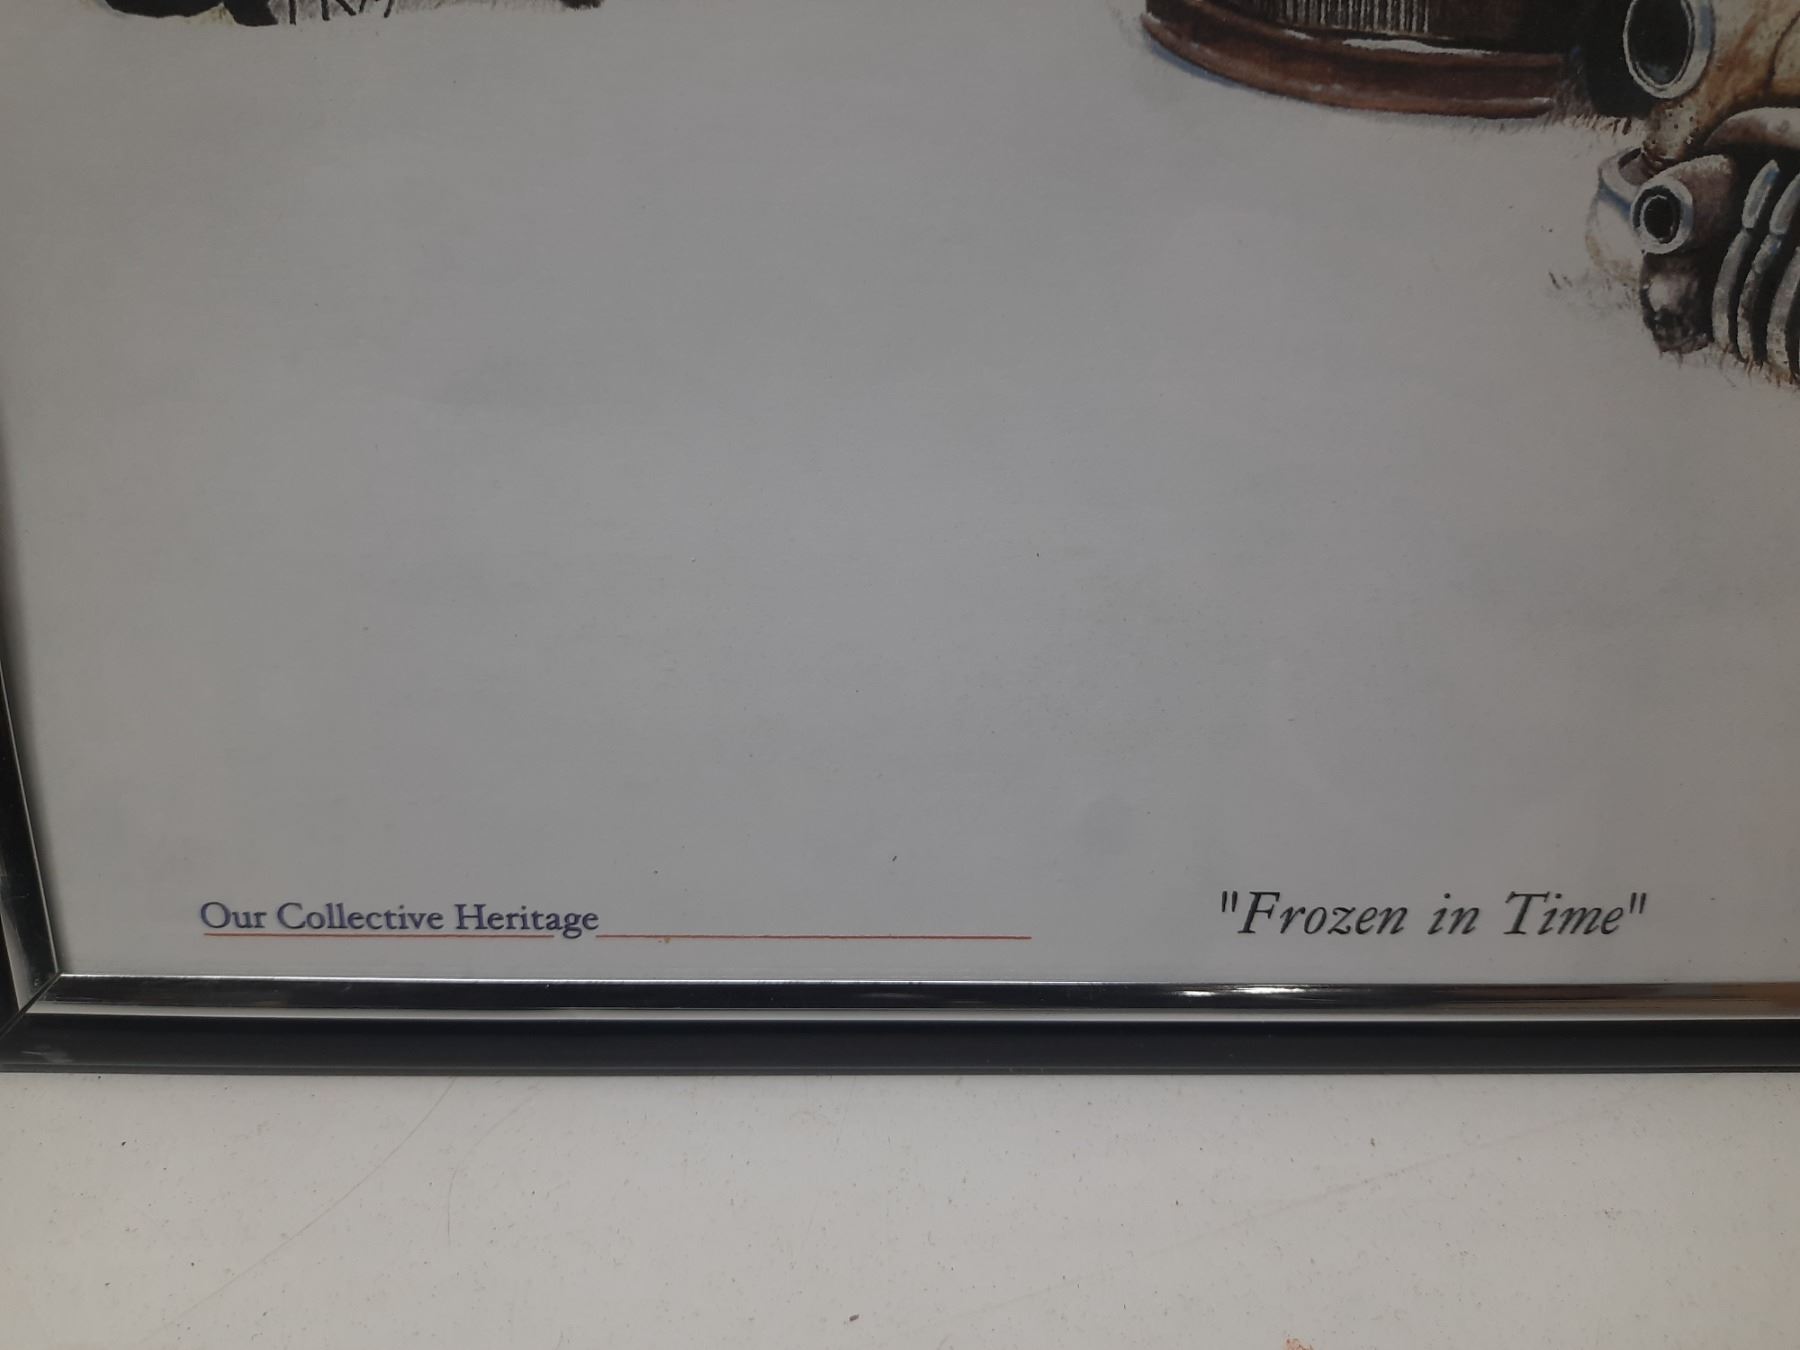 Our Collective Heritage
"Frozen in Time"